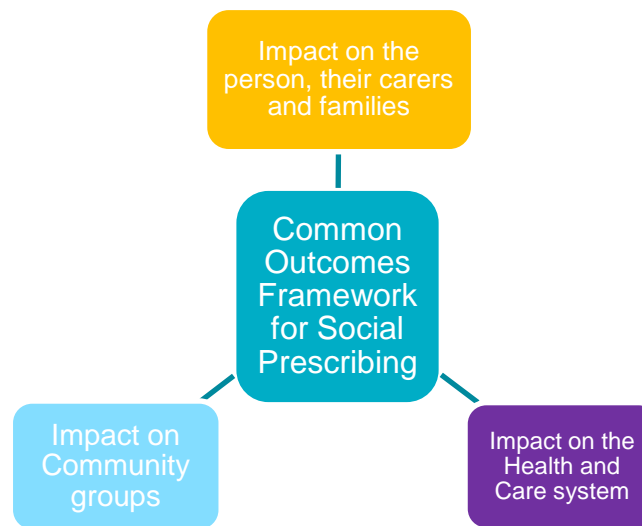 Impact on the
person, their carers
and families
Common
Outcomes
Framework
for Social
Prescribing
Impact on
Community
groups
Impact on the
Health and
Care system